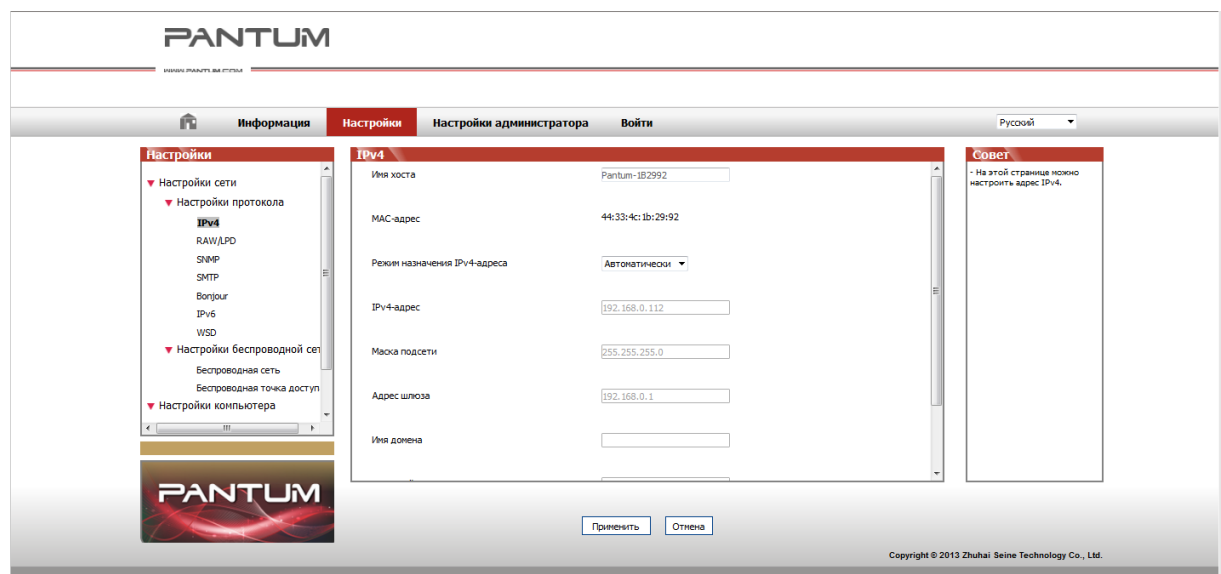 PANTUM
WWW.PANTUM.COM
Информация
Настройки
Настройки администратора
Войти
Русский
Настройки
Настройки сети
Настройки протокола
IPv4
RAW/LPD
SNMP
SMTP
Bonjour
IPv6
WSD
Настройки беспроводной сет
Беспроводная сеть
Беспроводная точка доступ
Настройки компьютера
PANTUM
IPv4
Имя хоста
Pantum-1B2992
MAC-адрес
44:33:4c:1b:29:92
Режим назначения IPv4-адреса
Автоматически
IPv4-адрес
192.168.0.112
Маска подсети
255.255.255.0
Адрес шлюза
192.168.0.1
Имя домена
Применить
Отмена
Совет
- На этой странице можно
настроить адрес IPv4.
Copyright © 2013 Zhuhai Seine Technology Co., Ltd.